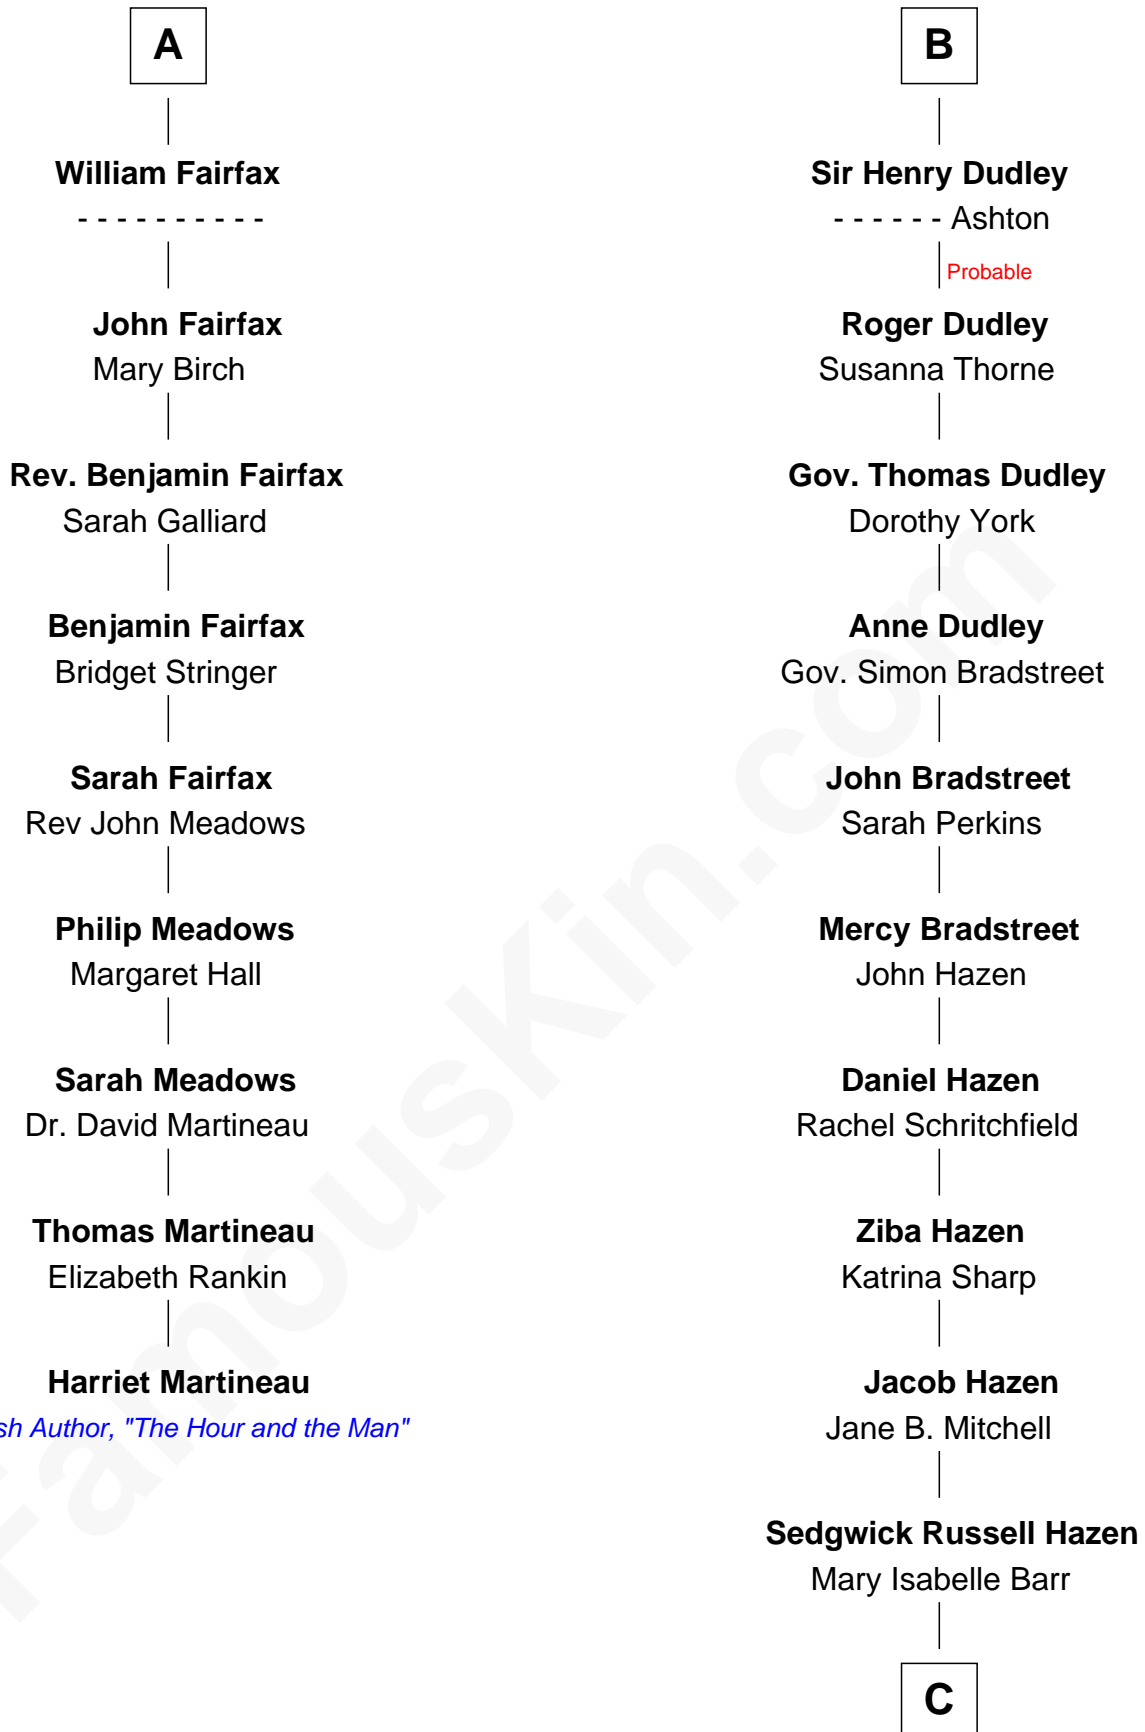 A
William Fairfax
- - - - - - - - - -
John Fairfax
Mary Birch
Rev. Benjamin Fairfax
Sarah Galliard
Benjamin Fairfax
Bridget Stringer
Sarah Fairfax
Rev John Meadows
Philip Meadows
Margaret Hall
Sarah Meadows
Dr. David Martineau
Thomas Martineau
Elizabeth Rankin
Harriet Martineau
sh Author, "The Hour and the Man"
B
Sir Henry Dudley
- - - - - - Ashton
Probable
Roger Dudley
Susanna Thorne
Gov. Thomas Dudley
Dorothy York
Anne Dudley
Gov. Simon Bradstreet
John Bradstreet
Sarah Perkins
Mercy Bradstreet
John Hazen
Daniel Hazen
Rachel Schritchfield
Ziba Hazen
Katrina Sharp
Jacob Hazen
Jane B. Mitchell
Sedgwick Russell Hazen
Mary Isabelle Barr
C
FamousKin.com